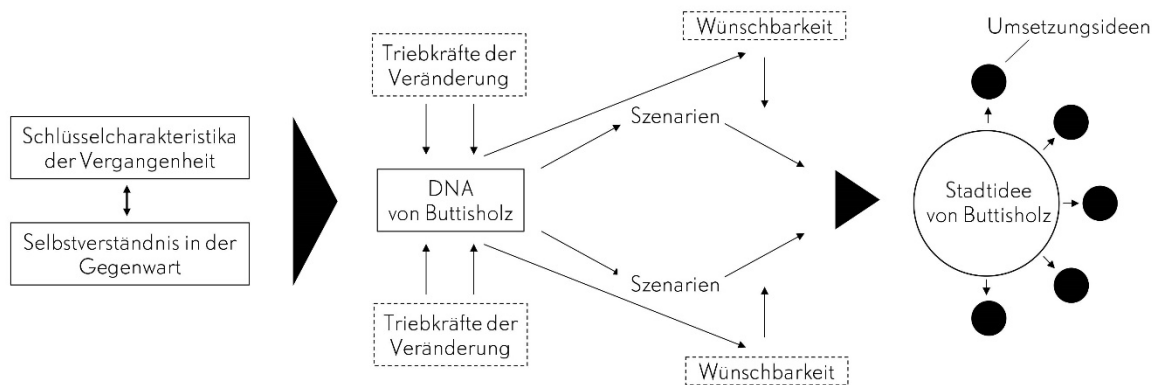 Schlüsselcharakteristika
der Vergangenheit
Selbstverständnis in der
Gegenwart
Triebkräfte der
Veränderung
DNA
von Buttisholz
Triebkräfte der
Veränderung
Wünschbarkeit
Szenarien
Szenarien
Wünschbarkeit
Umsetzungsideen
Stadtidee
von Buttisholz